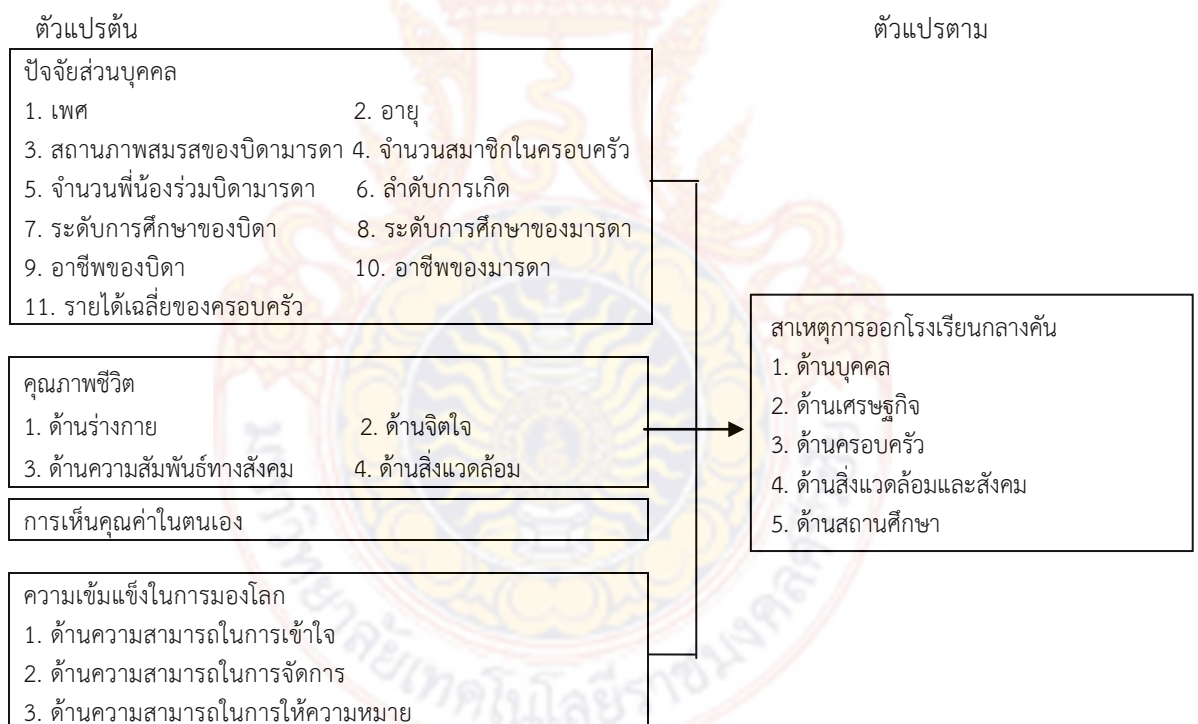 ตัวแปรต้น ตัวแปรตาม
ปัจจัยส่วนบุคคล
1. เพศ 2. อายุ
3. สถานภาพสมรสของบิดามารดา 4. จำนวนสมาชิกในครอบครัว
5. จำนวนพี่น้องร่วมบิดามารดา 6. ลำดับการเกิด
7. ระดับการศึกษาของบิดา 8. ระดับการศึกษาของมารดา
9. อาชีพของบิดา 10. อาชีพของมารดา
11. รายได้เฉลี่ยของครอบครัว
คุณภาพชีวิต
1. ด้านร่างกาย 2. ด้านจิตใจ
3. ด้านความสัมพันธ์ทางสังคม 4. ด้านสิ่งแวดล้อม
การเห็นคุณค่าในตนเอง
ความเข้มแข็งในการมองโลก
1. ด้านความสามารถในการเข้าใจ
2. ด้านความสามารถในการจัดการ
3. ด้านความสามารถในการให้ความหมาย
สาเหตุการออกโรงเรียนกลางคัน
1. ด้านบุคคล
2. ด้านเศรษฐกิจ
3. ด้านครอบครัว
4. ด้านสิ่งแวดล้อมและสังคม
5. ด้านสถานศึกษา